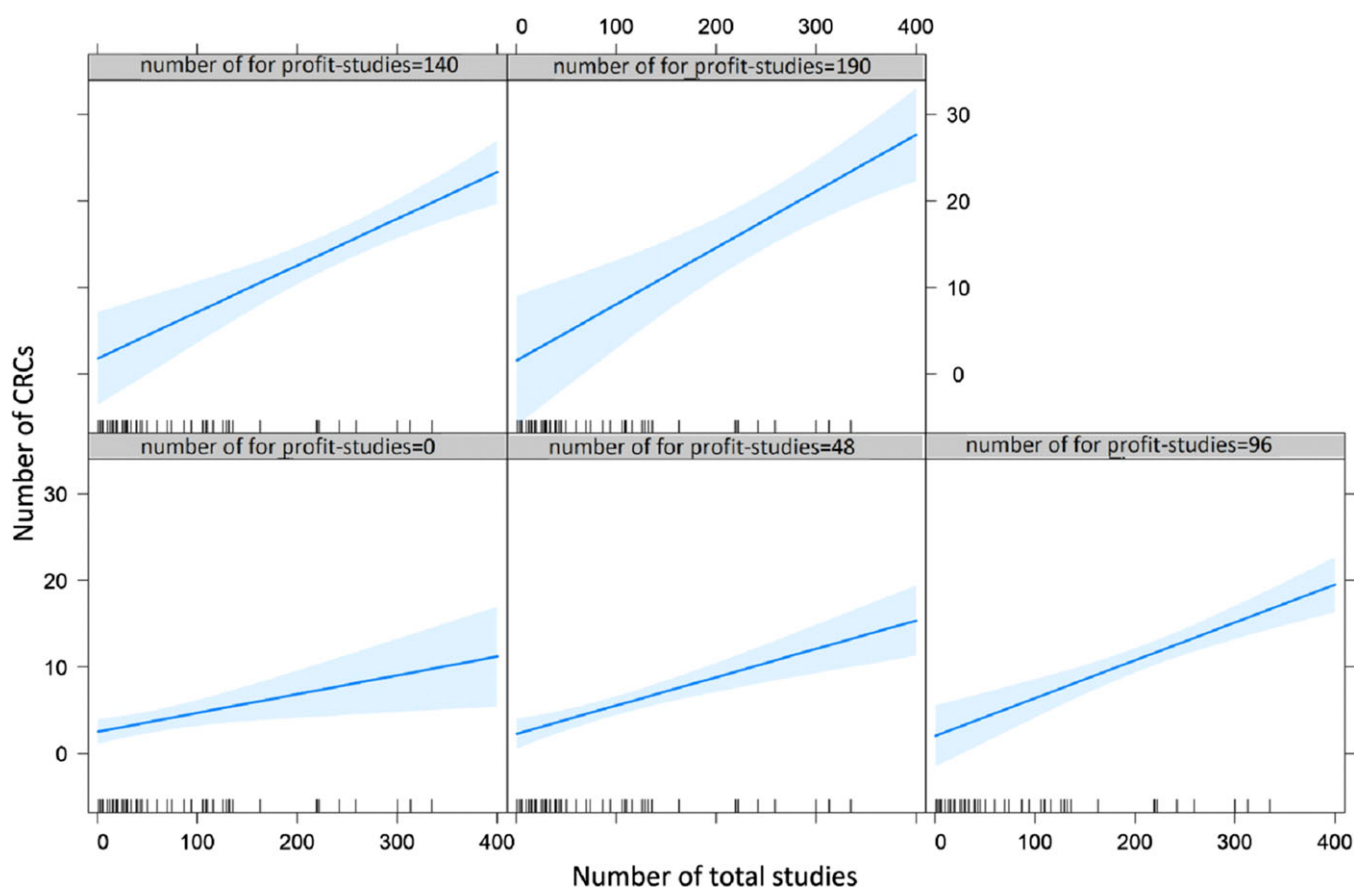 0 100 200 300 400
number of for profit-studies=140
number of for profit-studies=190
30
20
10
0
Number of CRCs
number of for profit-studies=0
number of for profit-studies=48
number of for profit-studies=96
30
20
10
0
0 100 200 300 400
0 100 200 300 400
Number of total studies